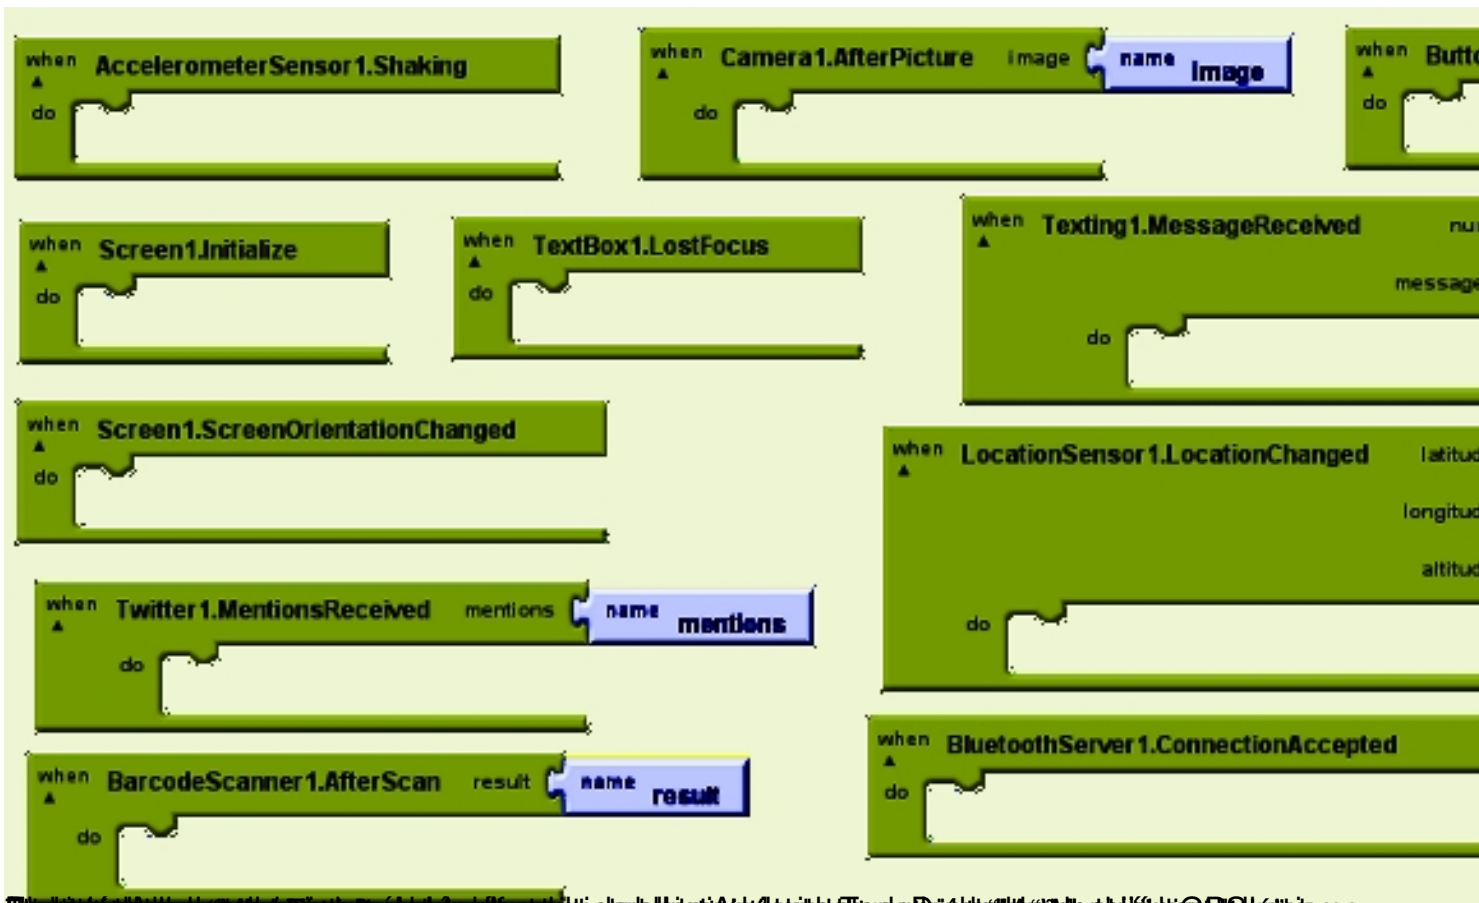 when AccelerometerSensor1.Shaking
do
when Camera1.AfterPicture image name image
do
when
do
when Screen1.Initialize
do
when TextBox1.LostFocus
do
when Texting1.MessageReceived
message
do
when Screen1.ScreenOrientationChanged
do
when LocationSensor1.LocationChanged
do
when Twitter1.MentionsReceived mentions name mentions
do
when BluetoothServer1.ConnectionAccepted
do
when BarcodeScanner1.AfterScan result name result
do